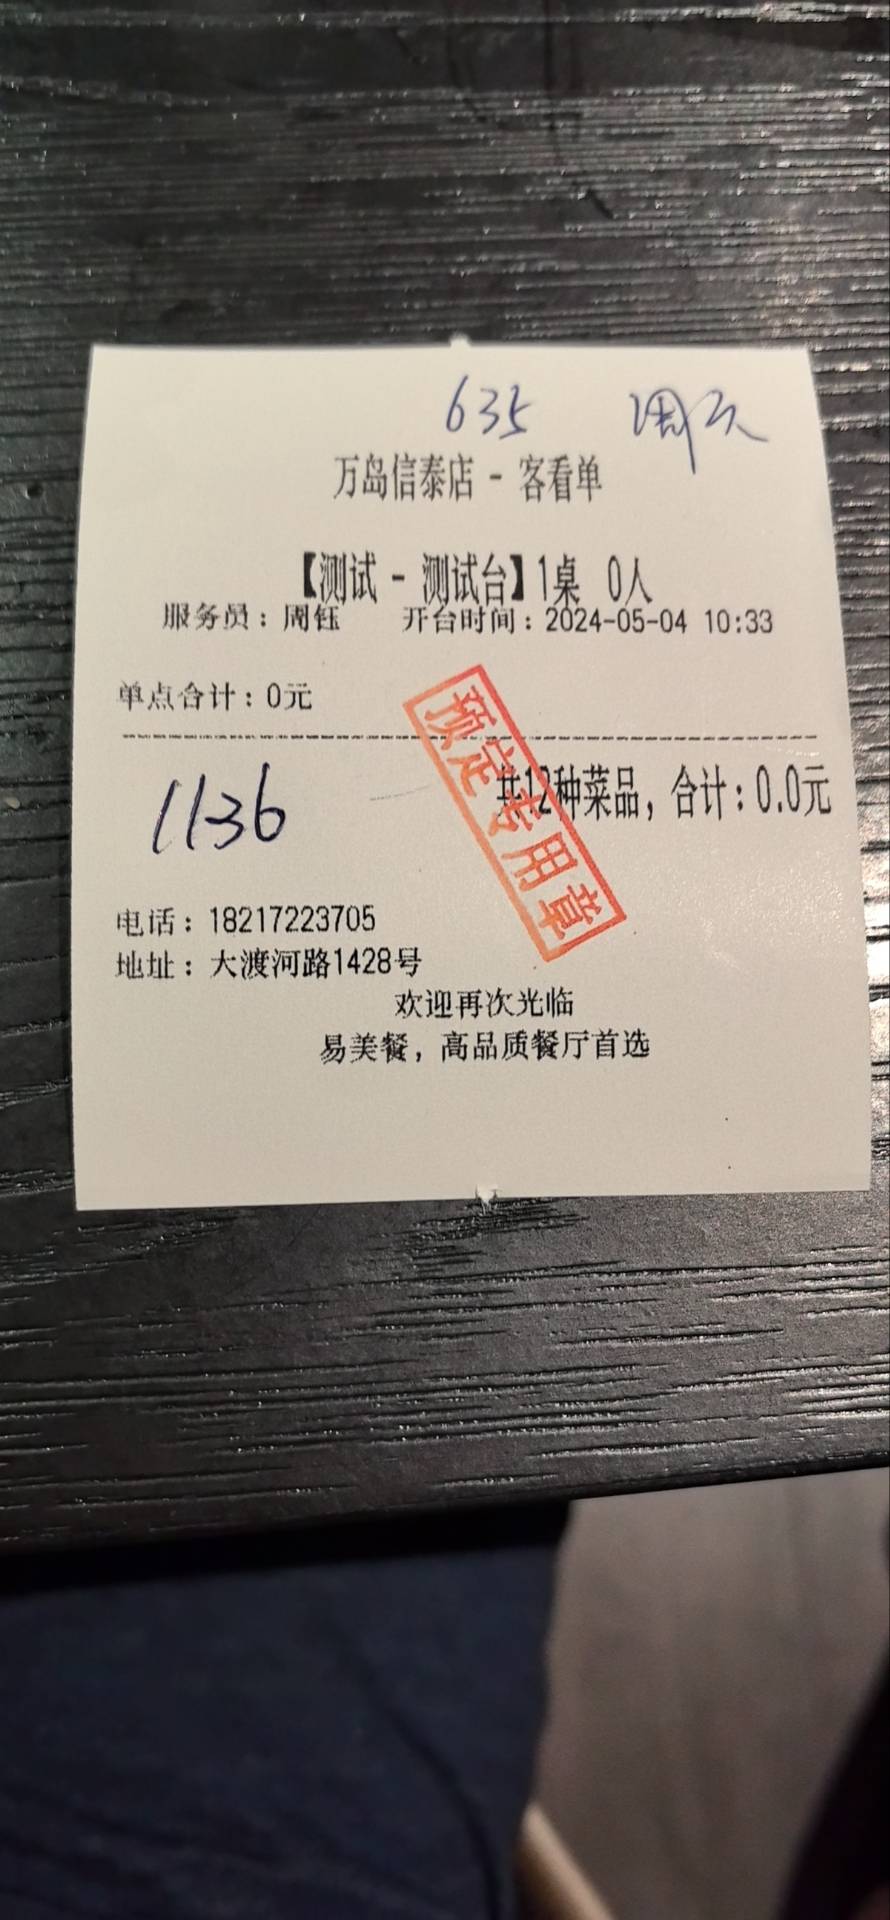 635
万岛信泰店 - 客看单
【测试 - 测试台】1桌 0人
服务员：周钰 开台时间：2024-05-04 10:33
单点合计：0元
预定专用章
1136
共12种菜品，合计：0.0元
电话：18217223705
地址：大渡河路1428号
欢迎再次光临
易美餐，高品质餐厅首选